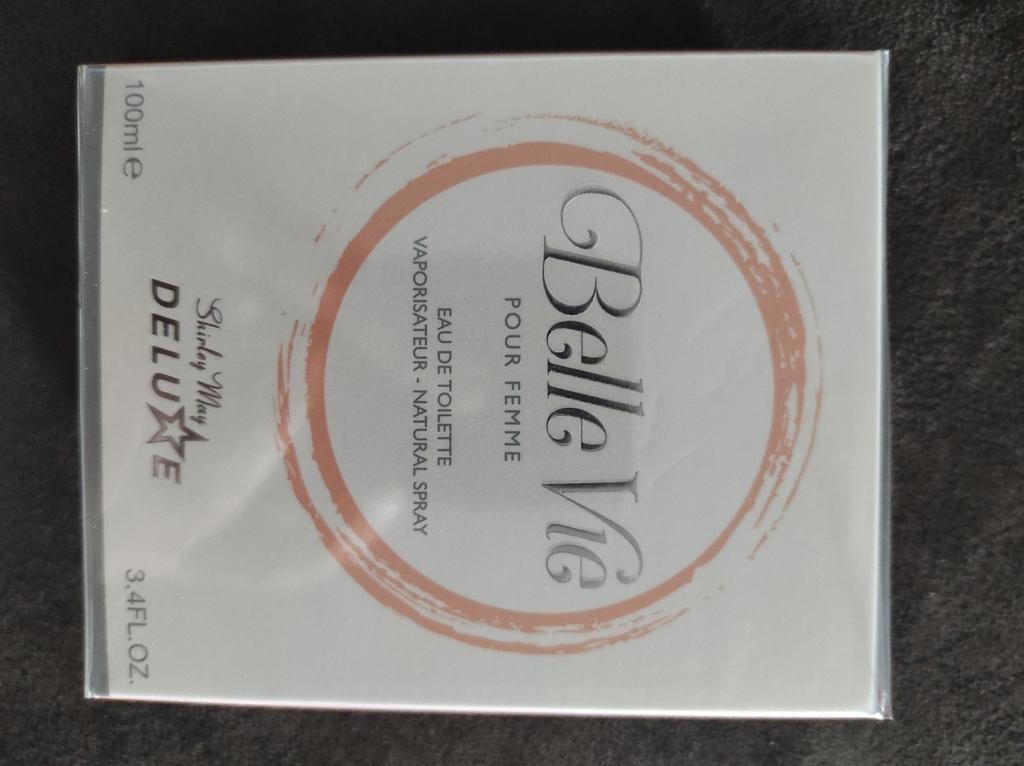 Belle Vie
POUR FEMME
EAU DE TOILETTE
VAPORISATEUR - NATURAL SPRAY
Shirley May
DELUXE
100ml e
3.4FL.OZ.